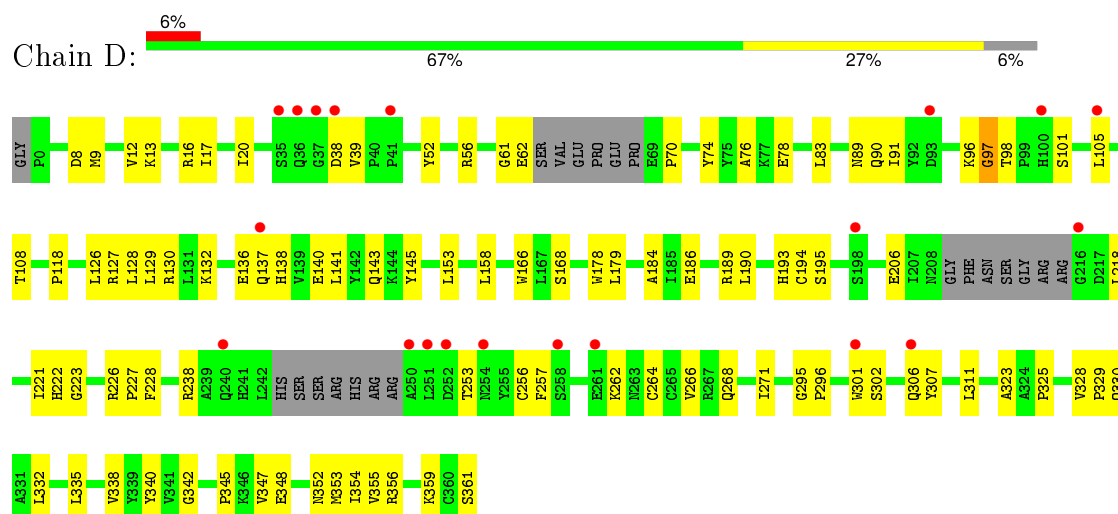 6%
Chain D:
67% 27% 6%
GLY P0 D8 M9 V12 K13 R16 I17 I20 S35 Q36 G37 D38 V39 P40 P41 Y52 R56 G61 E62 SER VAL GLU PRO GLU PRO E69 P70 Y74 Y75 A76 K77 E78 L83 N89 Q90 I91 Y92 D93 K96 G97 T98 P99 H100 S101 L105
T108 P118 L126 R127 L128 L129 R130 L131 K132 E136 Q137 H138 V139 E140 L141 Y142 Q143 K144 Y145 L153 L158 W166 L167 S168 W178 L179 A184 I185 E186 R189 L190 H193 C194 S195 S198 E206 I207 N208 GLY PHE ASN SER GLY ARG ARG G216 D217 L218
I221 H222 G223 R226 P227 F228 R238 A239 Q240 H241 L242 HIS SER SER ARG HIS ARG ARG A250 L251 D252 T253 N254 Y255 C256 F257 S258 E261 K262 N263 C264 C265 V266 R267 Q268 I271 G295 P296 W301 S302 Q306 Y307 L311 A323 A324 P325 V328 P329 Q330
A331 L332 L335 V338 Y339 Y340 V341 G342 P345 K346 V347 E348 N352 M353 I354 V355 R356 K359 C360 S361